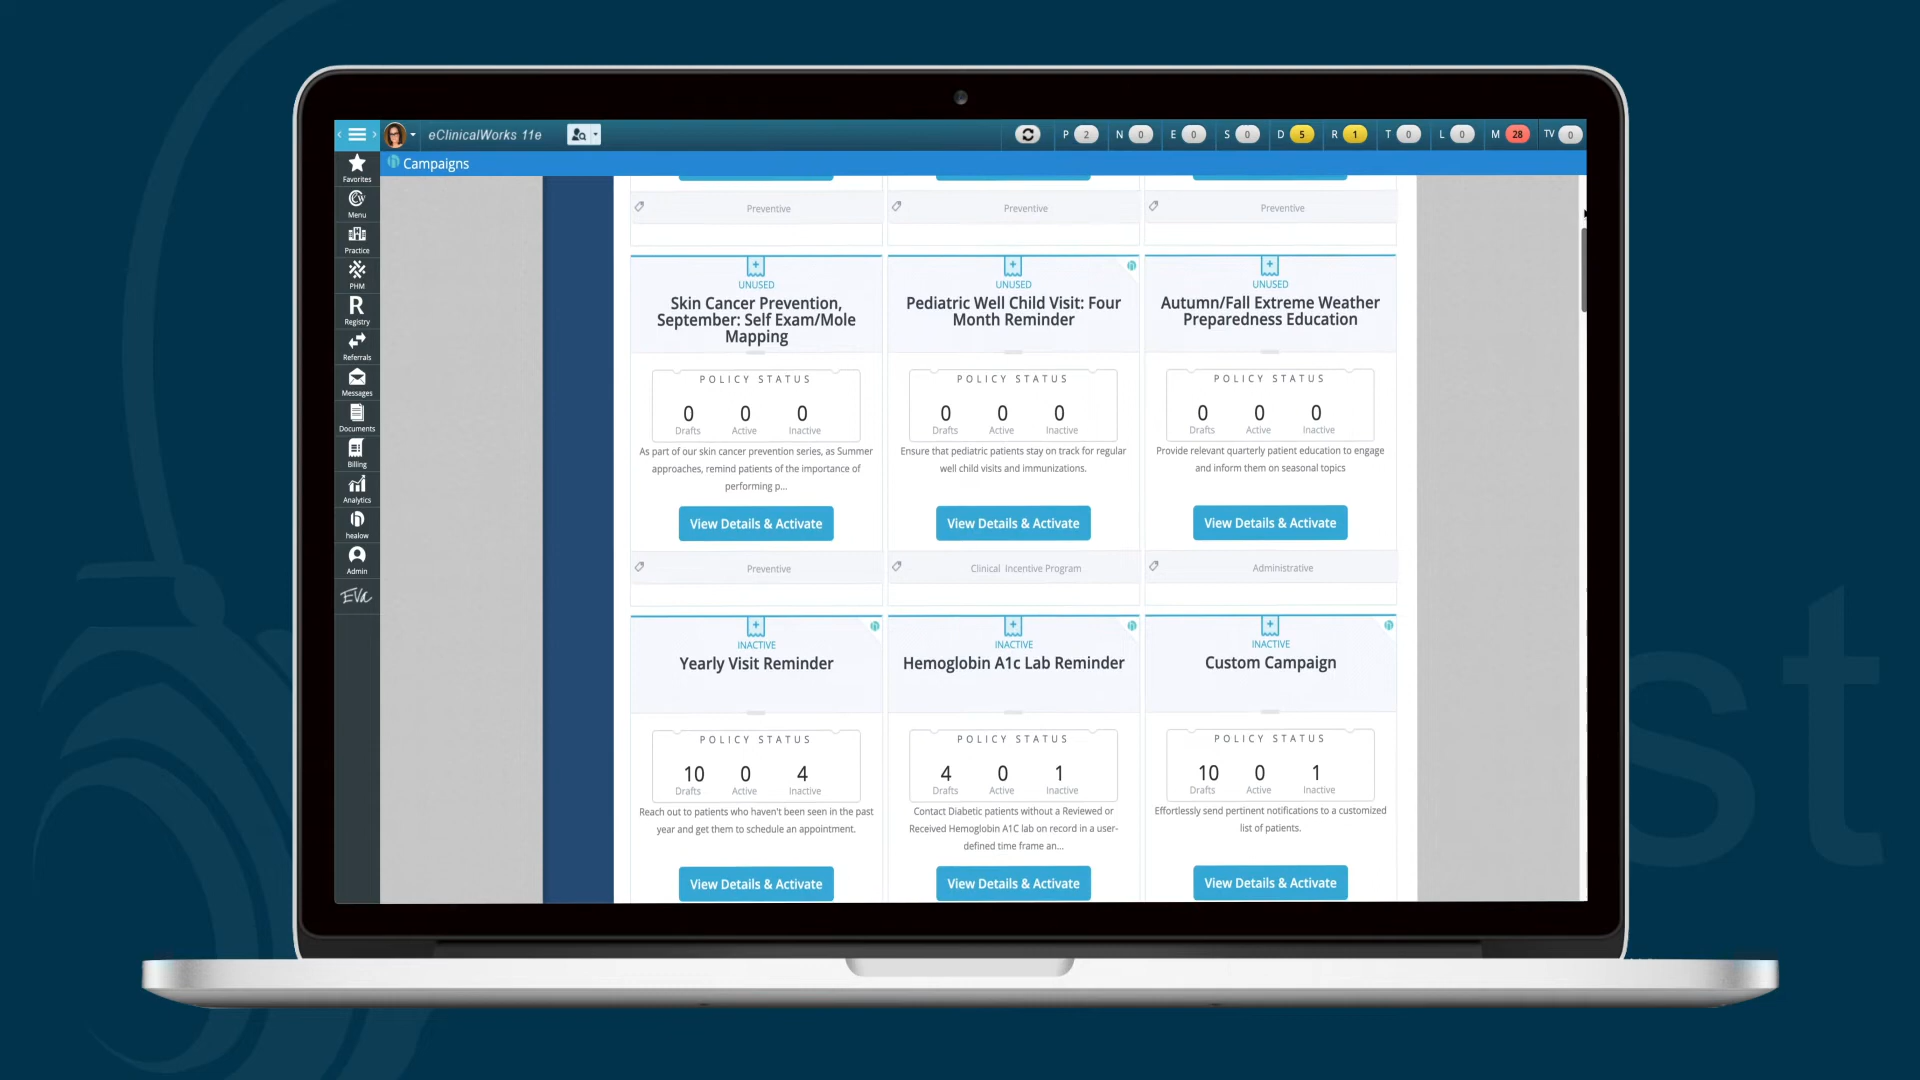 eClinicalWorks 11e
P 2 N 0 E 0 S 0 D 5 R 1 T 0 L 0 M 28 TV 0
Campaigns
Favorites
Menu
Practice
PHM
R
Registry
Referrals
Messages
Documents
Billing
Analytics
healow
Admin
EVA
Preventive
Preventive
Preventive
UNUSED
Skin Cancer Prevention,
September: Self Exam/Mole
Mapping
POLICY STATUS
0 0 0
Drafts Active Inactive
As part of our skin cancer prevention series, as Summer
approaches, remind patients of the importance of
performing p...
View Details & Activate
Preventive
UNUSED
Pediatric Well Child Visit: Four
Month Reminder
POLICY STATUS
0 0 0
Drafts Active Inactive
Ensure that pediatric patients stay on track for regular
well child visits and immunizations.
View Details & Activate
Clinical Incentive Program
UNUSED
Autumn/Fall Extreme Weather
Preparedness Education
POLICY STATUS
0 0 0
Drafts Active Inactive
Provide relevant quarterly patient education to engage
and inform them on seasonal topics
View Details & Activate
Administrative
INACTIVE
Yearly Visit Reminder
POLICY STATUS
10 0 4
Drafts Active Inactive
Reach out to patients who haven't been seen in the past
year and get them to schedule an appointment.
View Details & Activate
INACTIVE
Hemoglobin A1c Lab Reminder
POLICY STATUS
4 0 1
Drafts Active Inactive
Contact Diabetic patients without a Reviewed or
Received Hemoglobin A1C lab on record in a user-
defined time frame an...
View Details & Activate
INACTIVE
Custom Campaign
POLICY STATUS
10 0 1
Drafts Active Inactive
Effortlessly send pertinent notifications to a customized
list of patients.
View Details & Activate
st